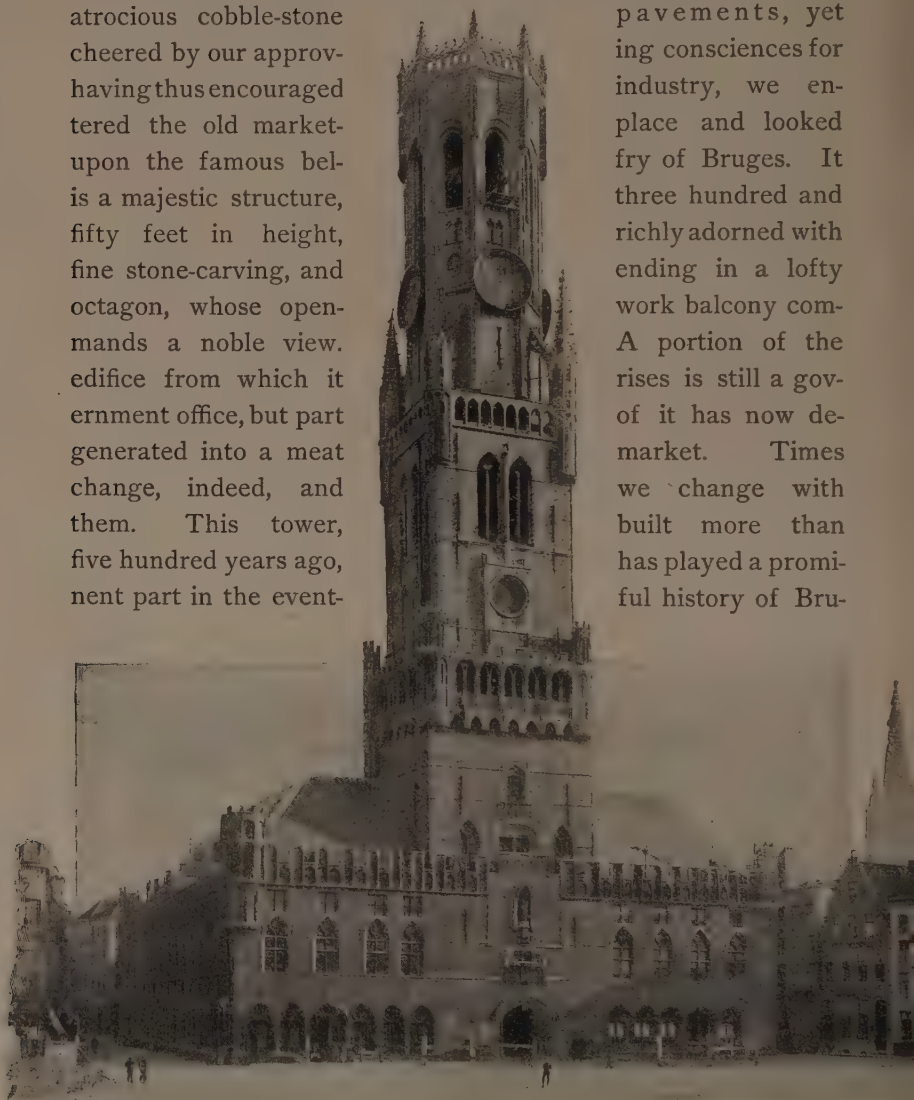 atrocious cobble-stone pavements, yet
cheered by our approv- ing consciences for
having thus encouraged industry, we en-
tered the old market- place and looked
upon the famous bel- fry of Bruges. It
is a majestic structure, three hundred and
fifty feet in height, richly adorned with
fine stone-carving, and ending in a lofty
octagon, whose open- work balcony com-
mands a noble view. A portion of the
edifice from which it rises is still a gov-
ernment office, but part of it has now de-
generated into a meat market. Times
change, indeed, and we change with
them. This tower, built more than
five hundred years ago, has played a promi-
nent part in the event- ful history of Bru-